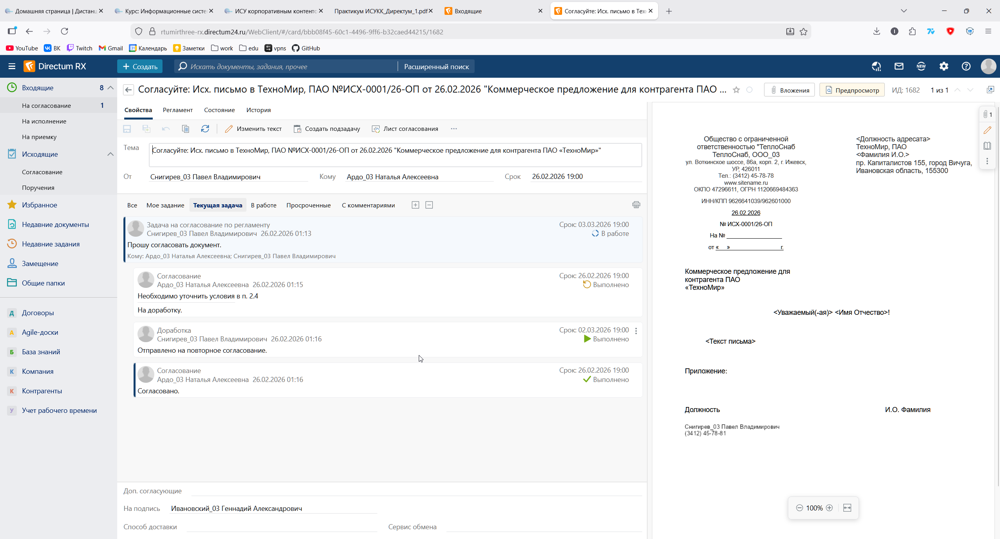 Домашняя страница | Дистанц
Курс: Информационные систе
ИСУ корпоративным контенто
Практикум ИСУКК_Директум_1.pdf
Входящие
Согласуйте: Исх. письмо в Тех
rtumirthree-rx.directum24.ru/WebClient/#/card/bbb08f45-60c1-4496-9ff6-b32caed44215/1682
YouTube
ВК
Twitch
Gmail
Календарь
Заметки
work
edu
vpns
GitHub
Directum RX
Создать
Искать документы, задания, прочее
Расширенный поиск
NEW
Входящие 8
На согласование 1
На исполнение
На приемку
Исходящие
Согласование
Поручения
Избранное
Недавние документы
Недавние задания
Замещение
Общие папки
Д Договоры
А Agile-доски
Б База знаний
К Компания
К Контрагенты
У Учет рабочего времени
Согласуйте: Исх. письмо в ТехноМир, ПАО №ИСХ-0001/26-ОП от 26.02.2026 "Коммерческое предложение для контрагента ПАО ...
Вложения
Предпросмотр
ИД: 1682
1 из 1
Свойства
Регламент
Состояние
История
Изменить текст
Создать подзадачу
Лист согласования
Тема
Согласуйте: Исх. письмо в ТехноМир, ПАО №ИСХ-0001/26-ОП от 26.02.2026 "Коммерческое предложение для контрагента ПАО «ТехноМир»"
От Снигирев_03 Павел Владимирович
Кому Ардо_03 Наталья Алексеевна
Срок 26.02.2026 19:00
Все
Мое задание
Текущая задача
В работе
Просроченные
С комментариями
Задача на согласование по регламенту
Срок: 03.03.2026 19:00
Снигирев_03 Павел Владимирович 26.02.2026 01:13
В работе
Прошу согласовать документ.
Кому: Ардо_03 Наталья Алексеевна; Снигирев_03 Павел Владимирович
Согласование
Срок: 26.02.2026 19:00
Ардо_03 Наталья Алексеевна 26.02.2026 01:15
Выполнено
Необходимо уточнить условия в п. 2.4
На доработку.
Доработка
Срок: 02.03.2026 19:00
Снигирев_03 Павел Владимирович 26.02.2026 01:16
Выполнено
Отправлено на повторное согласование.
Согласование
Срок: 26.02.2026 19:00
Ардо_03 Наталья Алексеевна 26.02.2026 01:16
Выполнено
Согласовано.
Доп. согласующие
На подпись Ивановский_03 Геннадий Александрович
Способ доставки
Сервис обмена
1
Общество с ограниченной
ответственностью "ТеплоСнаб
ТеплоСнаб, ООО_03
ул. Воткинское шоссе, 86а, корп. 2, г. Ижевск,
УР, 426011
Тел.: (3412) 45-78-78
www.sitename.ru
ОКПО 47296611, ОГРН 1120669484363
ИНН/КПП 9626641039/962601000
26.02.2026
№ ИСХ-0001/26-ОП
На №
от « » г.
<Должность адресата>
ТехноМир, ПАО
<Фамилия И.О.>
пр. Капиталистов 155, город Вичуга,
Ивановская область, 155300
Коммерческое предложение для
контрагента ПАО
«ТехноМир»
<Уважаемый(-ая)> <Имя Отчество>!
<Текст письма>
Приложение:
Должность
И.О. Фамилия
Снигирев_03 Павел Владимирович
(3412) 45-78-81
100%